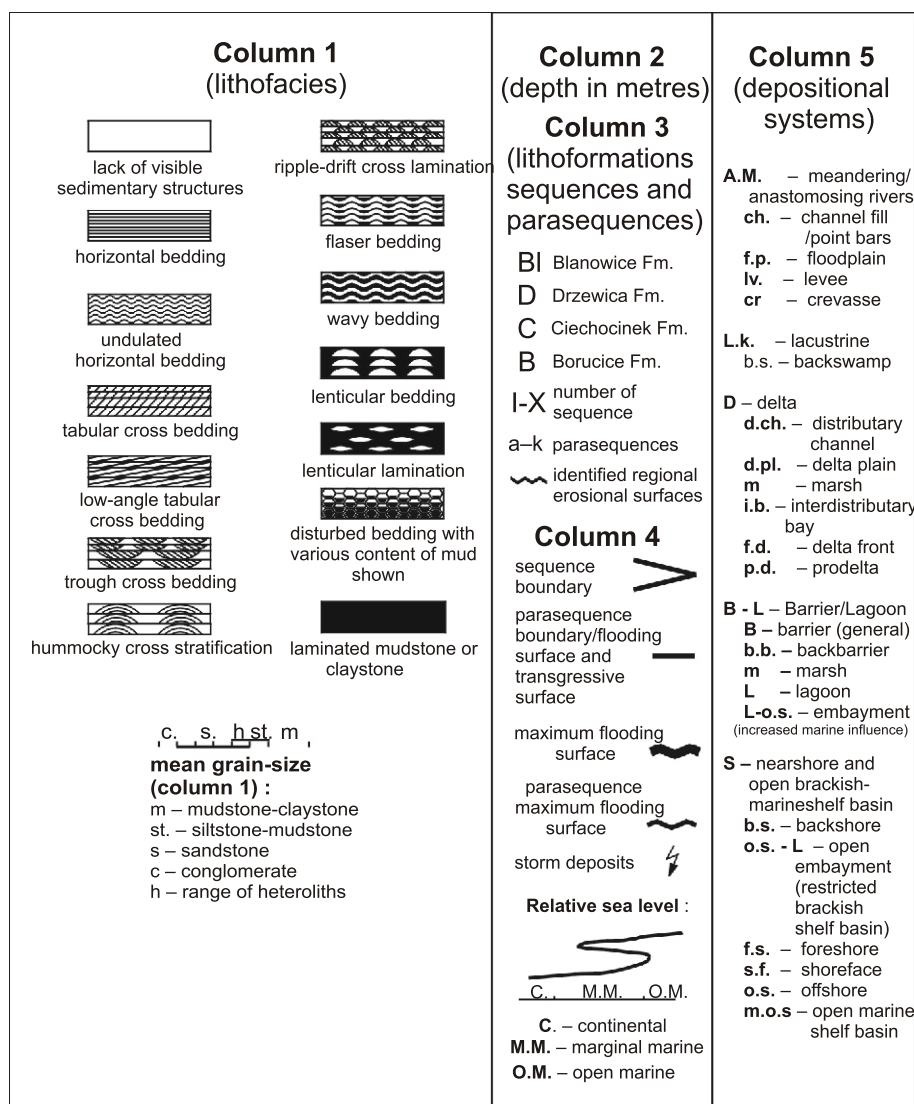 Column 1
(lithofacies)
lack of visible
sedimentary structures
horizontal bedding
undulated
horizontal bedding
tabular cross bedding
low-angle tabular
cross bedding
trough cross bedding
hummocky cross stratification
ripple-drift cross lamination
flaser bedding
wavy bedding
lenticular bedding
lenticular lamination
disturbed bedding with
various content of mud
shown
laminated mudstone or
claystone
c. s. h st. m
mean grain-size
(column 1) :
m – mudstone-claystone
st. – siltstone-mudstone
s – sandstone
c – conglomerate
h – range of heteroliths
Column 2
(depth in metres)
Column 3
(lithoformations
sequences and
parasequences)
Bl Blanowice Fm.
D Drzewica Fm.
C Ciechocinek Fm.
B Borucice Fm.
I-X number of
sequence
a–k parasequences
identified regional
erosional surfaces
Column 4
sequence
boundary
parasequence
boundary/flooding
surface and
transgressive
surface
maximum flooding
surface
parasequence
maximum flooding
surface
storm deposits
Relative sea level :
C. M.M. O.M.
C. – continental
M.M. – marginal marine
O.M. – open marine
Column 5
(depositional
systems)
A.M. – meandering/
anastomosing rivers
ch. – channel fill
/point bars
f.p. – floodplain
lv. – levee
cr – crevasse
L.k. – lacustrine
b.s. – backswamp
D – delta
d.ch. – distributary
channel
d.pl. – delta plain
m – marsh
i.b. – interdistributary
bay
f.d. – delta front
p.d. – prodelta
B - L – Barrier/Lagoon
B – barrier (general)
b.b. – backbarrier
m – marsh
L – lagoon
L-o.s. – embayment
(increased marine influence)
S – nearshore and
open brackish-
marineshelf basin
b.s. – backshore
o.s. - L – open
embayment
(restricted
brackish
shelf basin)
f.s. – foreshore
s.f. – shoreface
o.s. – offshore
m.o.s – open marine
shelf basin